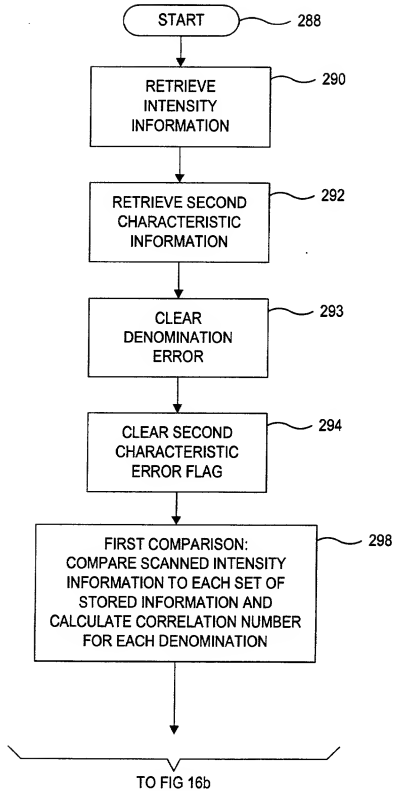 START
288
RETRIEVE
INTENSITY
INFORMATION
290
RETRIEVE SECOND
CHARACTERISTIC
INFORMATION
292
CLEAR
DENOMINATION
ERROR
293
CLEAR SECOND
CHARACTERISTIC
ERROR FLAG
294
FIRST COMPARISON:
COMPARE SCANNED INTENSITY
INFORMATION TO EACH SET OF
STORED INFORMATION AND
CALCULATE CORRELATION NUMBER
FOR EACH DENOMINATION
298
TO FIG 16b